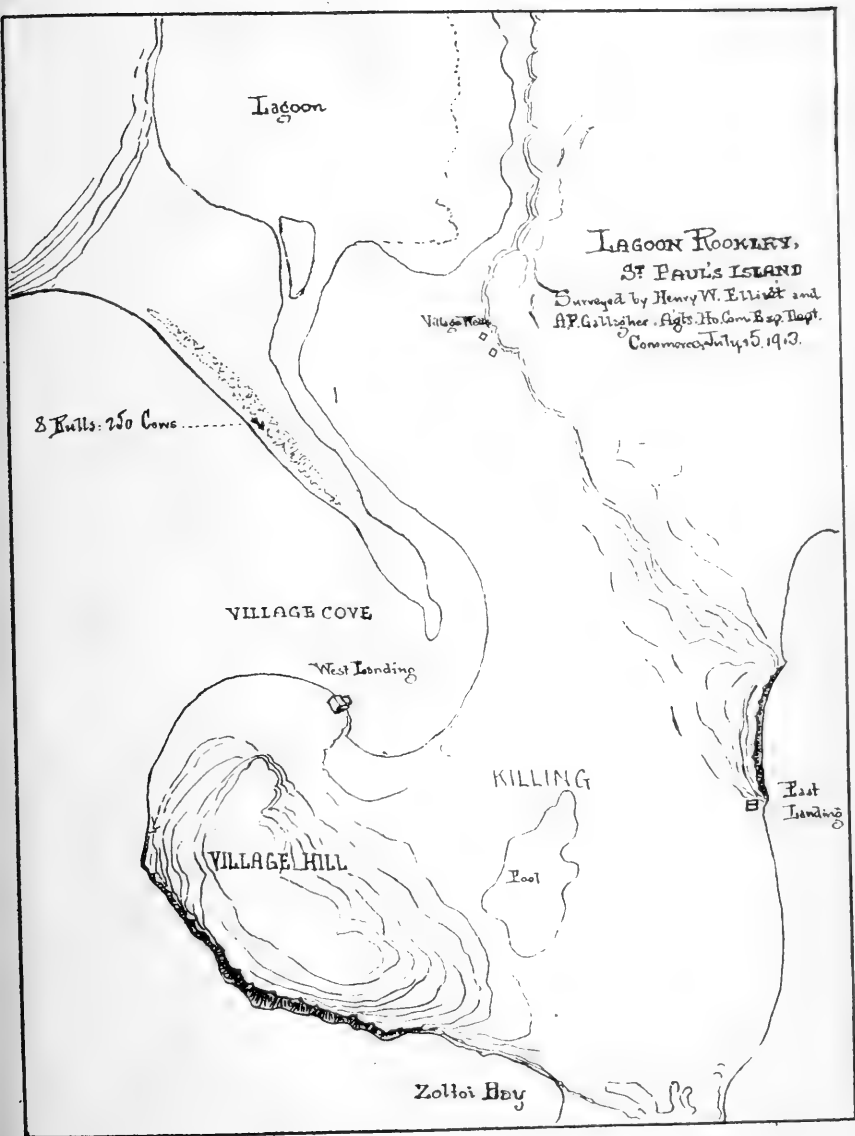 Lagoon
LAGOON ROOKERY,
ST PAUL'S ISLAND
Surveyed by Henry W. Elliott and
A.F. Gallagher. Agts. Ho. Com. Exp. Dept.
Commerce, July 15, 1913.
Village
8 Bulls: 250 Cows
VILLAGE COVE
West Landing
KILLING
East
Landing
VILLAGE HILL
Pool
Zoltoi Bay